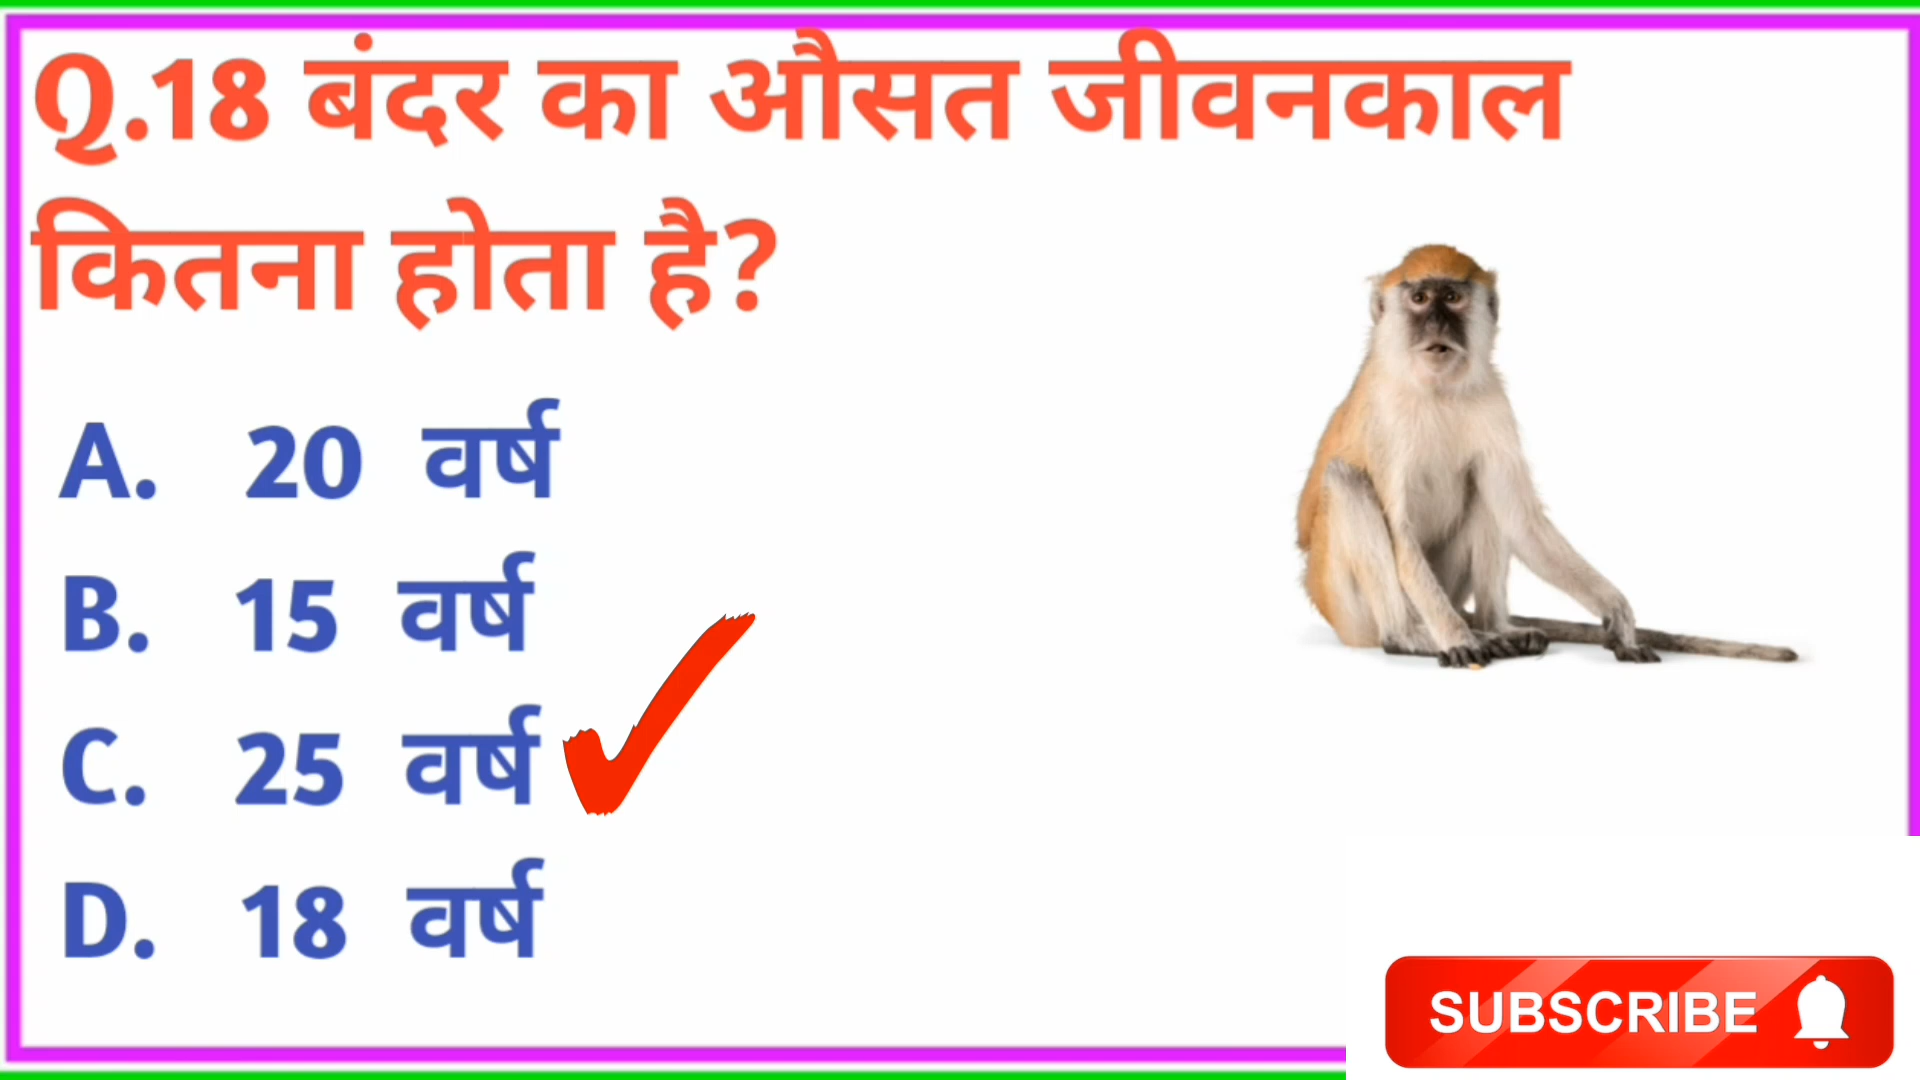 Q.18 बंदर का औसत जीवनकाल
कितना होता है?
A. 20 वर्ष
B. 15 वर्ष
C. 25 वर्ष
D. 18 वर्ष
SUBSCRIBE